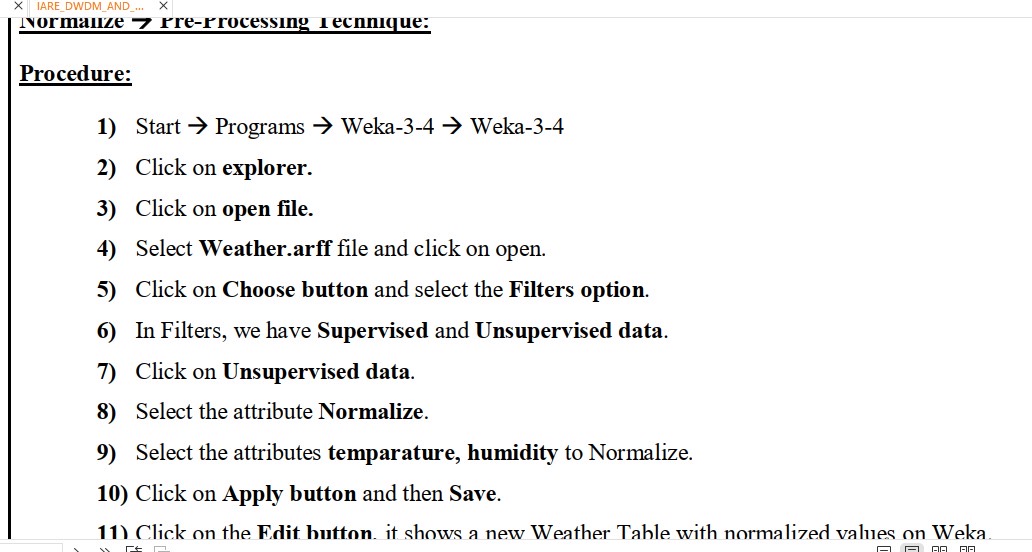 IARE_DWDM_AND_...
Normalize → Pre-Processing Technique:
Procedure:
1) Start → Programs → Weka-3-4 → Weka-3-4
2) Click on explorer.
3) Click on open file.
4) Select Weather.arff file and click on open.
5) Click on Choose button and select the Filters option.
6) In Filters, we have Supervised and Unsupervised data.
7) Click on Unsupervised data.
8) Select the attribute Normalize.
9) Select the attributes temparature, humidity to Normalize.
10) Click on Apply button and then Save.
11) Click on the Edit button, it shows a new Weather Table with normalized values on Weka.